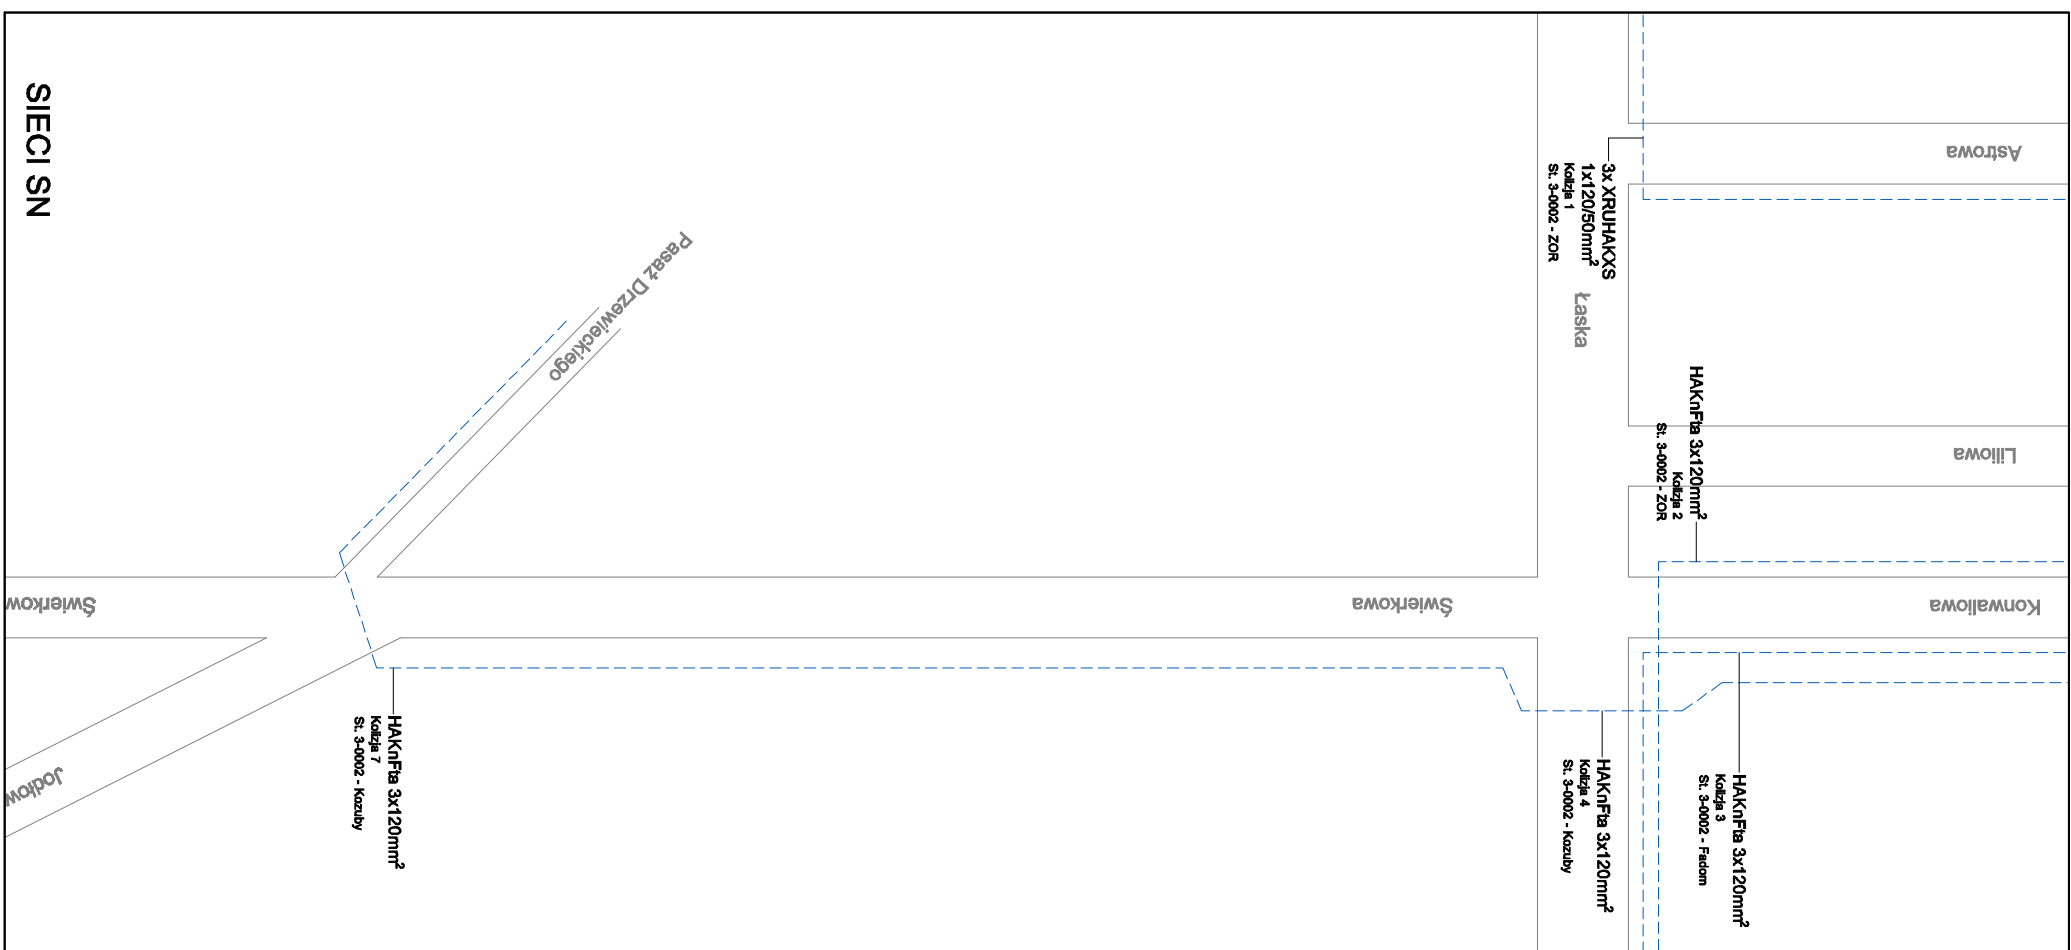 SIECI SN
3x XRUHAKXS
1x120/50mm²
Kolizja 1
St. 3-0002 - ZOR
Łaska
Astrowa
HAKnFta 3x120mm²
Kolizja 2
St. 3-0002 - ZOR
Liliowa
Pasaż Drzewieckiego
Świerkow
Świerkowa
Konwaliowa
Jodłow
HAKnFta 3x120mm²
Kolizja 7
St. 3-0002 - Kozuby
HAKnFta 3x120mm²
Kolizja 4
St. 3-0002 - Kozuby
HAKnFta 3x120mm²
Kolizja 3
St. 3-0002 - Fadom